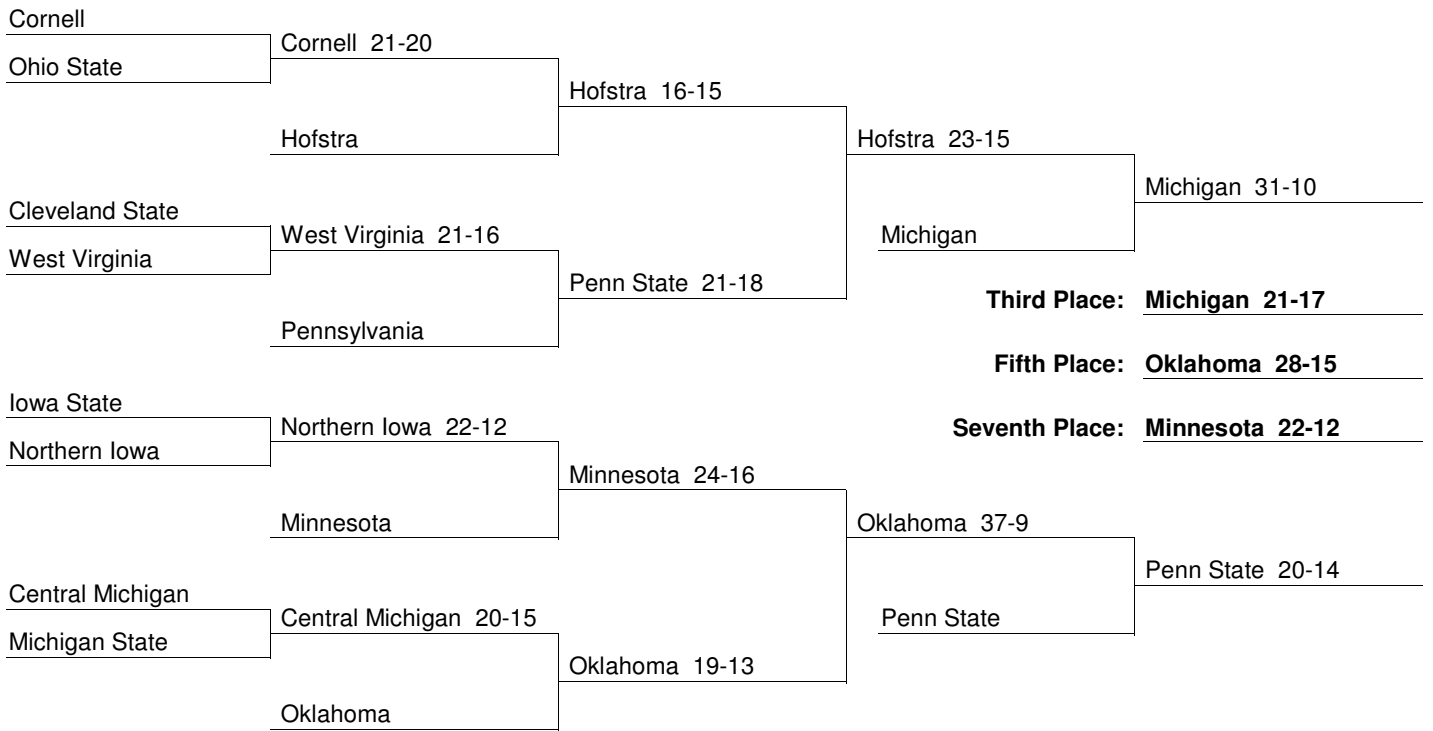 Cornell
Cornell 21-20
Ohio State
Hofstra 16-15
Hofstra
Hofstra 23-15
Michigan 31-10
Cleveland State
West Virginia 21-16
Michigan
West Virginia
Penn State 21-18
Third Place: Michigan 21-17
Pennsylvania
Fifth Place: Oklahoma 28-15
Iowa State
Northern Iowa 22-12
Seventh Place: Minnesota 22-12
Northern Iowa
Minnesota 24-16
Minnesota
Oklahoma 37-9
Penn State 20-14
Central Michigan
Central Michigan 20-15
Penn State
Michigan State
Oklahoma 19-13
Oklahoma